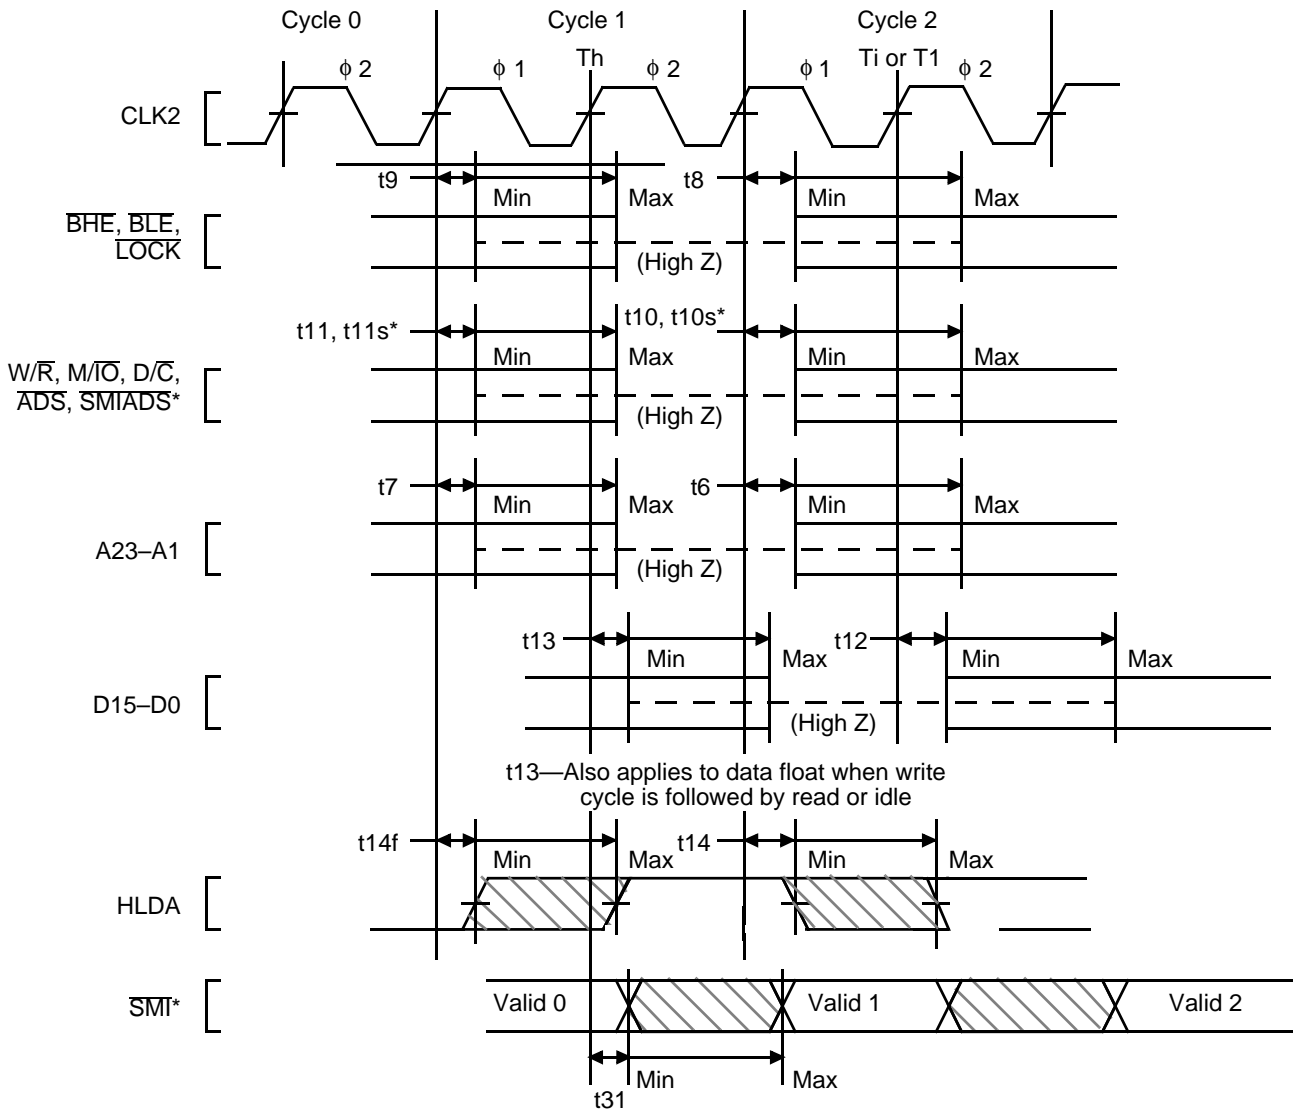 Cycle 0 Cycle 1 Cycle 2
Th Ti or T1
ϕ 2 ϕ 1 ϕ 2 ϕ 1 ϕ 2
CLK2
t9 t8
Min Max Min Max
BHE, BLE,
LOCK
(High Z)
t11, t11s* t10, t10s*
Min Max Min Max
W/R, M/IO, D/C,
ADS, SMIADS*
(High Z)
t7 t6
Min Max Min Max
A23–A1
(High Z)
t13 t12
Min Max Min Max
D15–D0
(High Z)
t13—Also applies to data float when write
cycle is followed by read or idle
t14f t14
Min Max Min Max
HLDA
SMI*
Valid 0 Valid 1 Valid 2
Min Max
t31